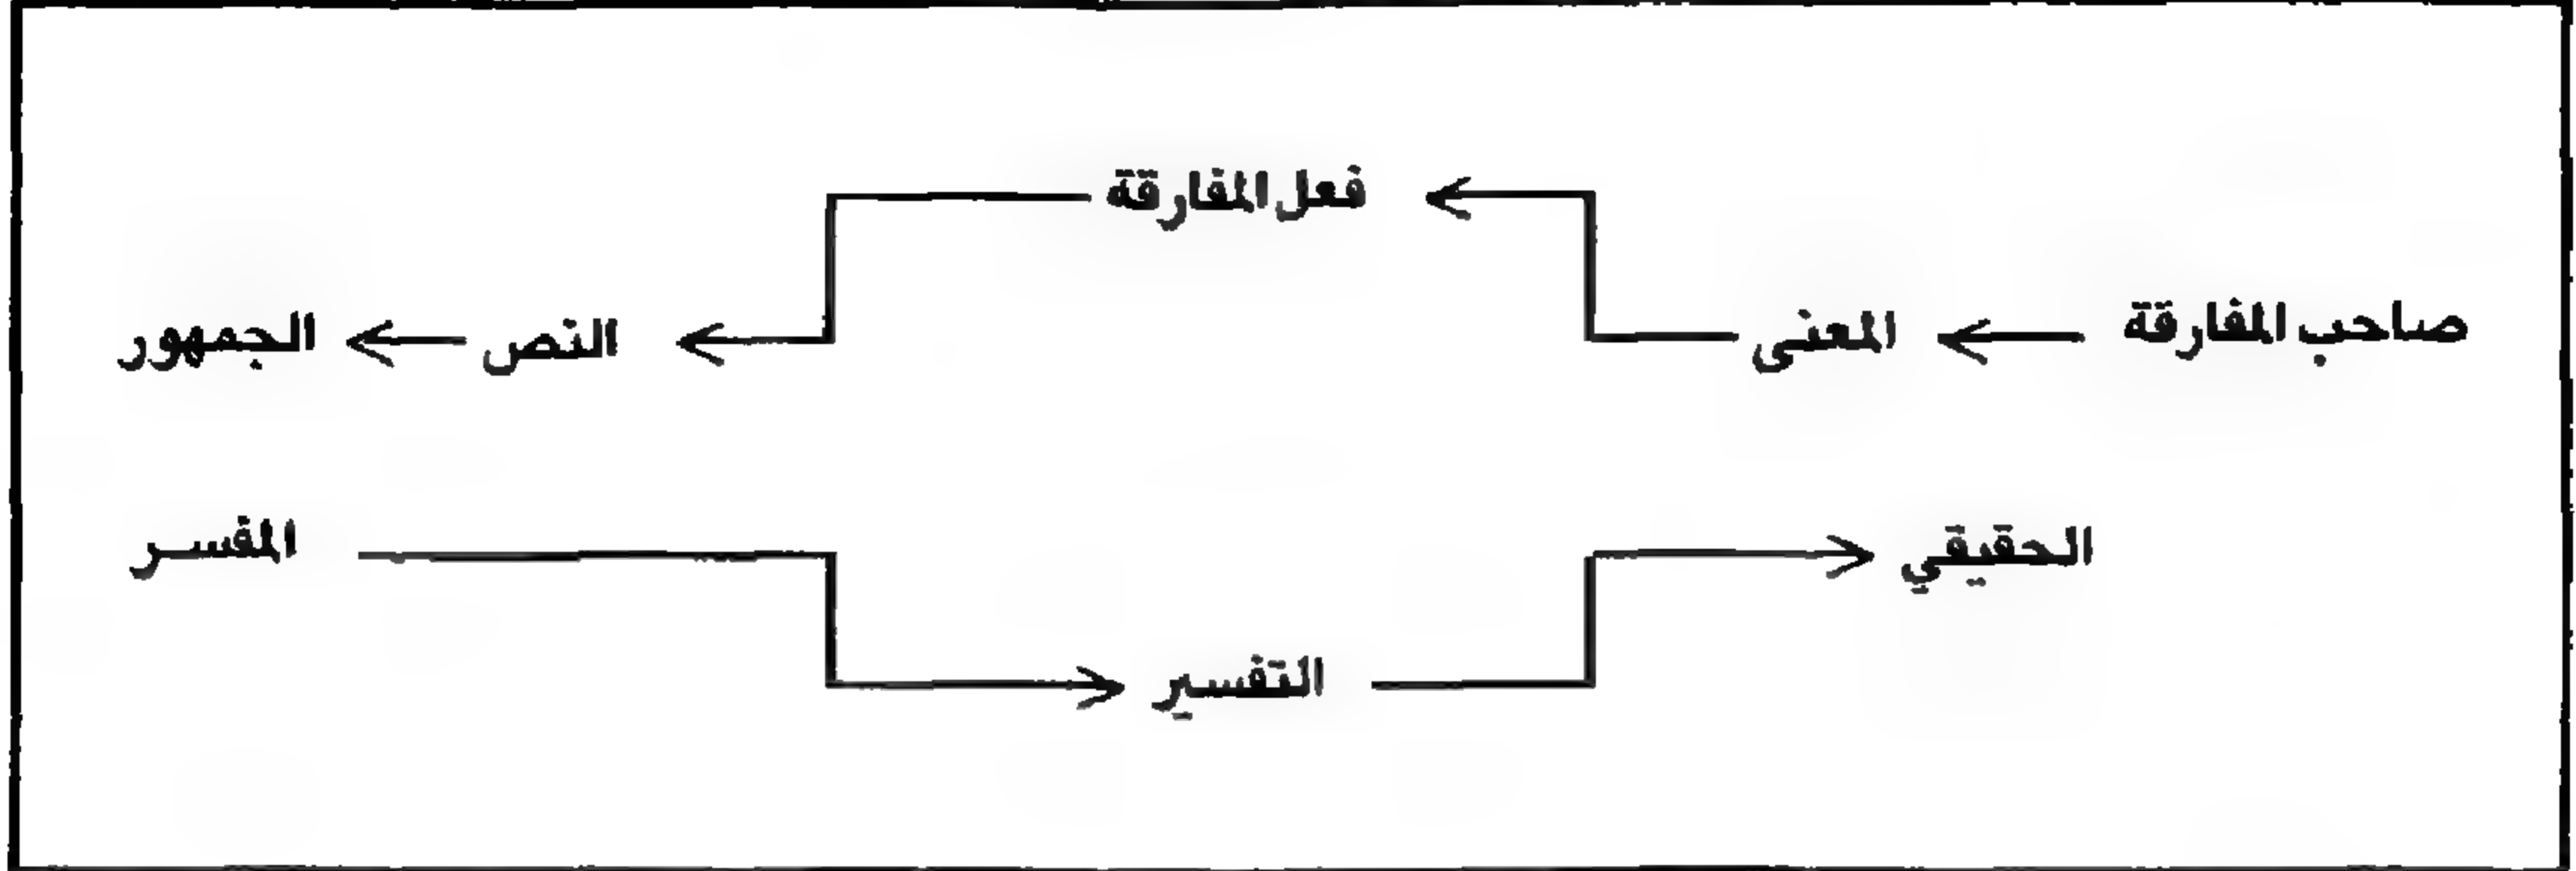 فعل المفارقة
صاحب المفارقة المعنى النص الجمهور
الحقيقي المفسر
التفسير